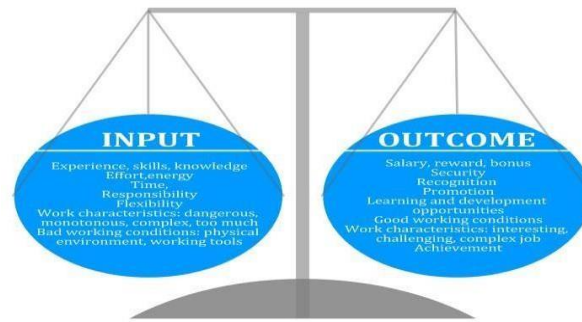 INPUT
Experience, skills, knowledge
Effort,energy
Time,
Responsibility
Flexibility
Work characteristics: dangerous,
monotonous, complex, too much
Bad working conditions: physical
environment, working tools
OUTCOME
Salary, reward, bonus
Security
Recognition
Promotion
Learning and development
opportunities
Good working conditions
Work characteristics: interesting,
challenging, complex job
Achievement